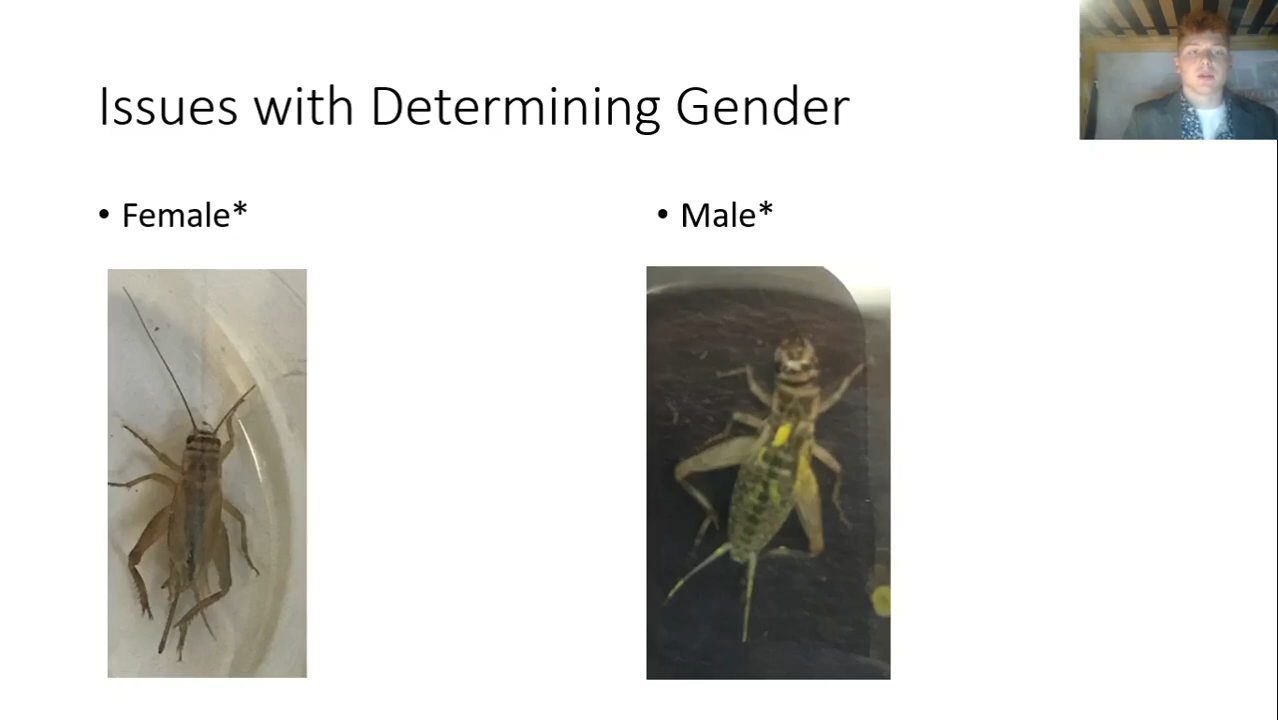 Issues with Determining Gender
• Female*
• Male*